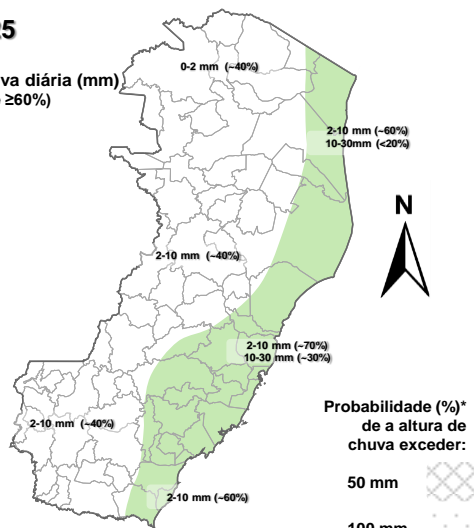 25
va diária (mm)
≥60%)
0-2 mm (~40%)
2-10 mm (~60%)
10-30mm (<20%)
N
2-10 mm (~40%)
2-10 mm (~70%)
10-30 mm (~30%)
2-10 mm (~40%)
Probabilidade (%)*
de a altura de
chuva exceder:
50 mm
2-10 mm (~60%)
100 mm